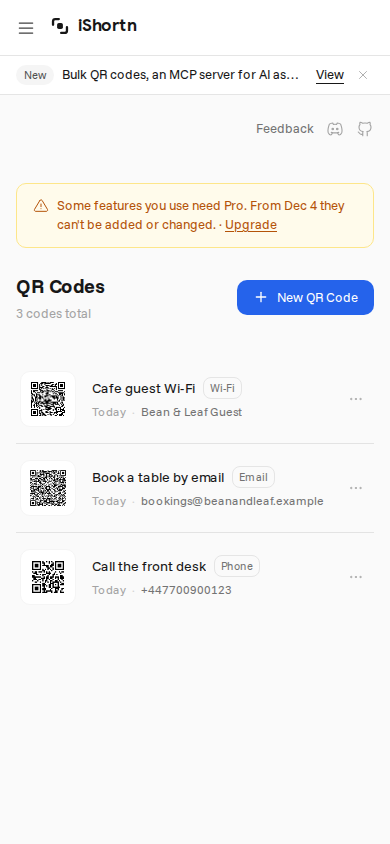 iShortn
New Bulk QR codes, an MCP server for AI as... View
Feedback
Some features you use need Pro. From Dec 4 they
can't be added or changed. · Upgrade
QR Codes
New QR Code
3 codes total
Cafe guest Wi-Fi Wi-Fi
Today · Bean & Leaf Guest
Book a table by email Email
Today · bookings@beanandleaf.example
Call the front desk Phone
Today · +447700900123